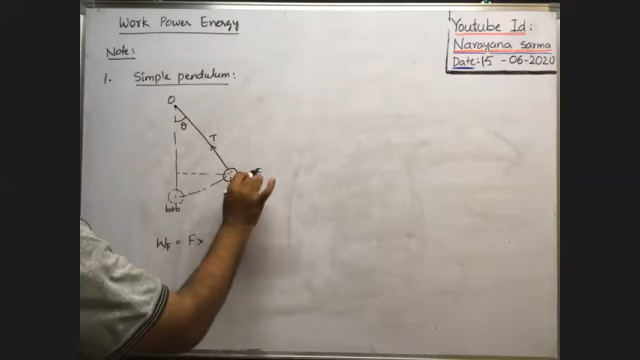 Work Power Energy
Youtube Id:
Narayana Sarma
Date: 15 - 06-2020
Note:
1. Simple pendulum:
O
θ
T
bob
W_F = Fx